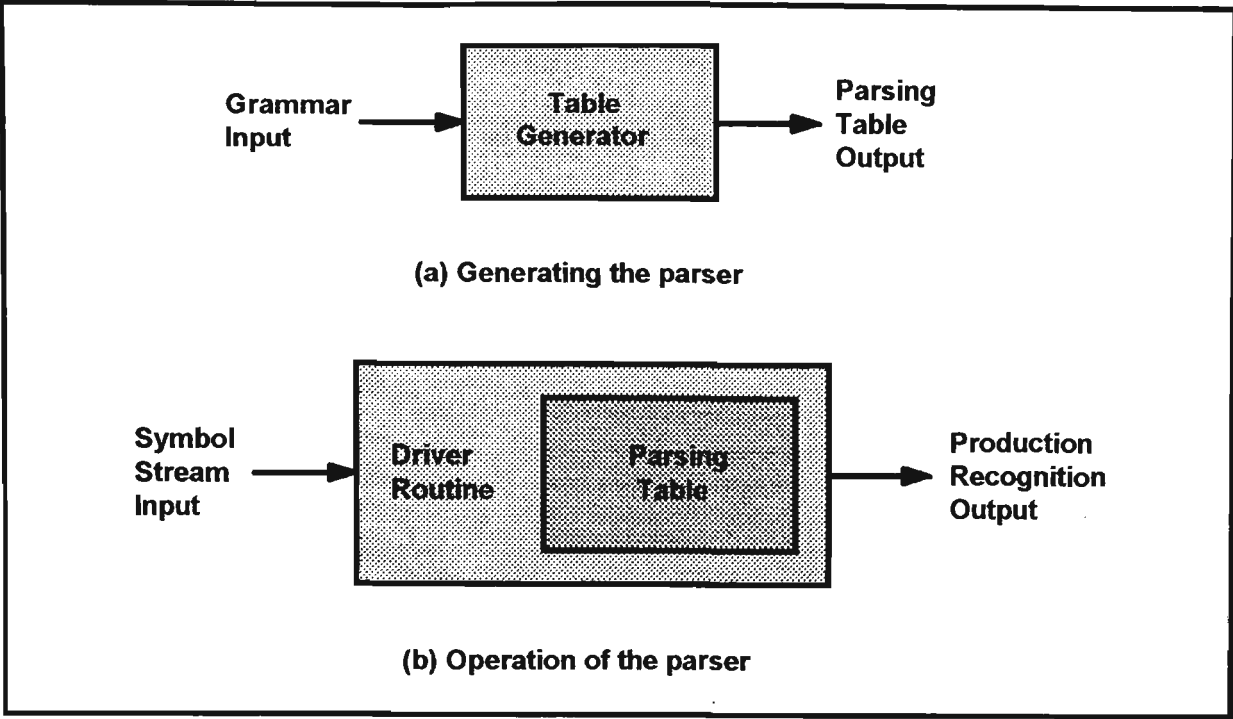 Grammar
Input
Table
Generator
Parsing
Table
Output
(a) Generating the parser
Symbol
Stream
Input
Driver
Routine
Parsing
Table
Production
Recognition
Output
(b) Operation of the parser